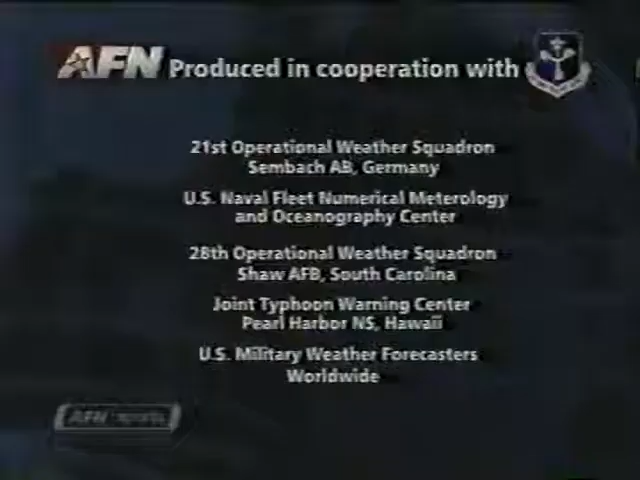 AFN Produced in cooperation with
21st Operational Weather Squadron
Sembach AB, Germany
U.S. Naval Fleet Numerical Meterology
and Oceanography Center
28th Operational Weather Squadron
Shaw AFB, South Carolina
Joint Typhoon Warning Center
Pearl Harbor NS, Hawaii
U.S. Military Weather Forecasters
Worldwide
AFN sports